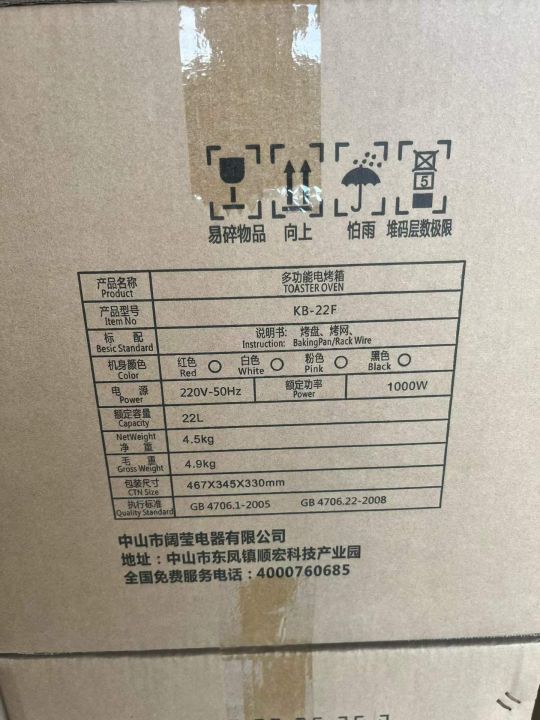 5
易碎物品 向上 怕雨 堆码层数极限
产品名称 多功能电烤箱
Product TOASTER OVEN
产品型号 KB-22F
Item No
标 配 说明书: 烤盘、烤网、
Besic Standard Instruction: BakingPan/Rack Wire
机身颜色 红色 白色 粉色 黑色
Color Red White Pink Black
电 源 220V-50Hz 额定功率 1000W
Power Power
额定容量 22L
Capacity
NetWeight 4.5kg
净 重
毛 重 4.9kg
Gross Weight
包装尺寸 467X345X330mm
CTN Size
执行标准 GB 4706.1-2005 GB 4706.22-2008
Quality Standard
中山市阔莹电器有限公司
地址: 中山市东凤镇顺宏科技产业园
全国免费服务电话: 4000760685